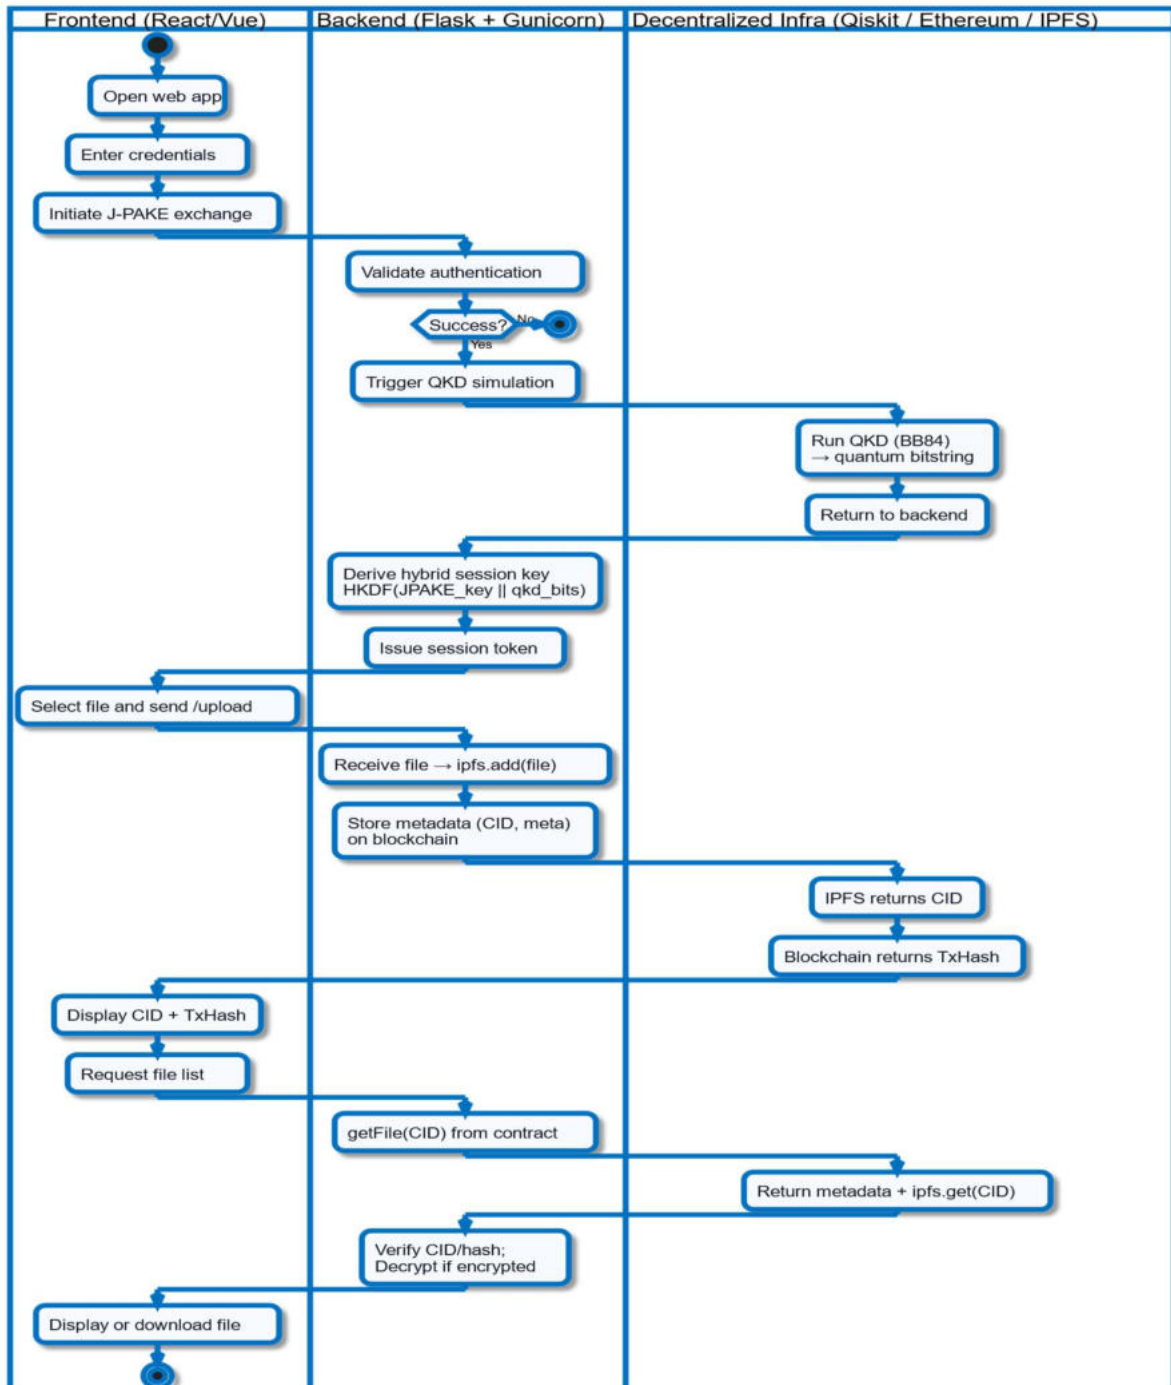 Frontend (React/Vue)
Backend (Flask + Gunicorn)
Decentralized Infra (Qiskit / Ethereum / IPFS)
Open web app
Enter credentials
Initiate J-PAKE exchange
Validate authentication
Success?
No
Yes
Trigger QKD simulation
Run QKD (BB84)
→ quantum bitstring
Return to backend
Derive hybrid session key
HKDF(JPAKE_key || qkd_bits)
Issue session token
Select file and send /upload
Receive file → ipfs.add(file)
Store metadata (CID, meta)
on blockchain
IPFS returns CID
Blockchain returns TxHash
Display CID + TxHash
Request file list
getFile(CID) from contract
Return metadata + ipfs.get(CID)
Verify CID/hash;
Decrypt if encrypted
Display or download file